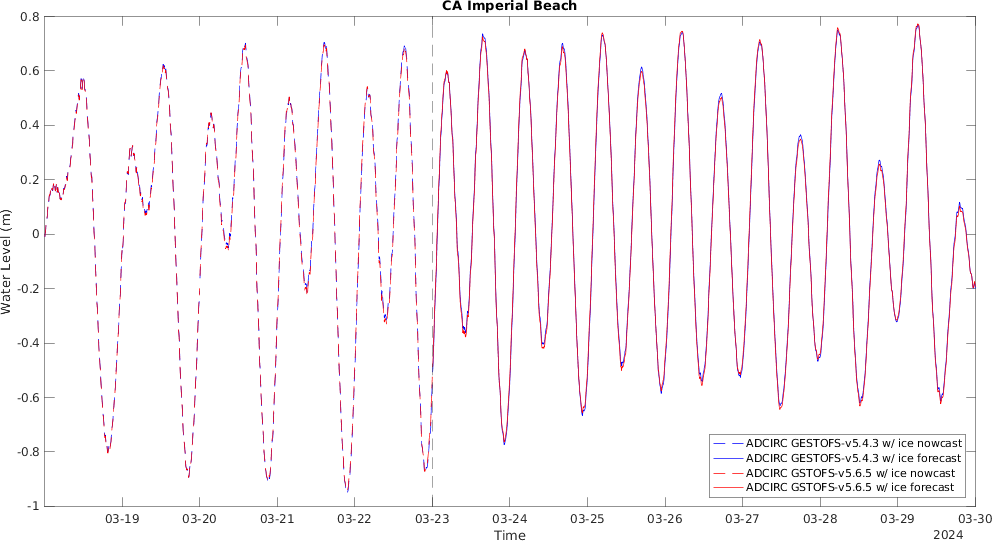 CA Imperial Beach
0.8
0.6
0.4
0.2
0
-0.2
-0.4
-0.6
-0.8
-1
Water Level (m)
03-19 03-20 03-21 03-22 03-23 03-24 03-25 03-26 03-27 03-28 03-29 03-30
Time
2024
ADCIRC GESTOFS-v5.4.3 w/ ice nowcast
ADCIRC GESTOFS-v5.4.3 w/ ice forecast
ADCIRC GSTOFS-v5.6.5 w/ ice nowcast
ADCIRC GSTOFS-v5.6.5 w/ ice forecast